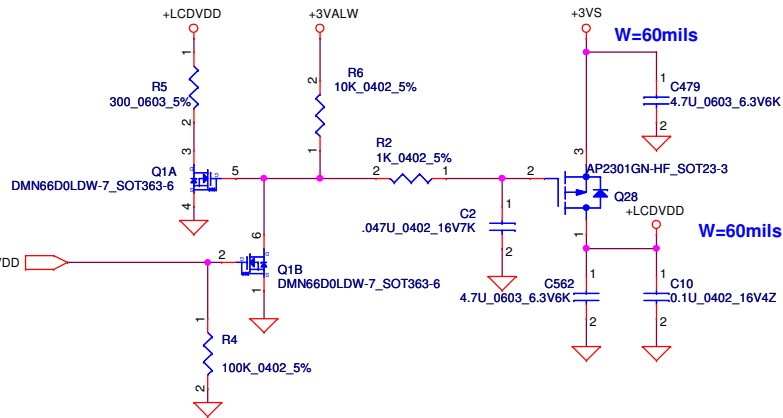 +LCDVDD
+3VALW
+3VS
W=60mils
1
R5
300_0603_5%
2
2
R6
10K_0402_5%
1
1
C479
4.7U_0603_6.3V6K
2
3
Q1A
DMN66D0LDW-7_SOT363-6
5
4
R2
1K_0402_5%
2
1
3
2
AP2301GN-HF_SOT23-3
Q28
1
C2
.047U_0402_16V7K
1
2
+LCDVDD
W=60mils
VDD
2
6
Q1B
DMN66D0LDW-7_SOT363-6
1
C562
4.7U_0603_6.3V6K
1
2
1
C10
0.1U_0402_16V4Z
2
1
R4
100K_0402_5%
2